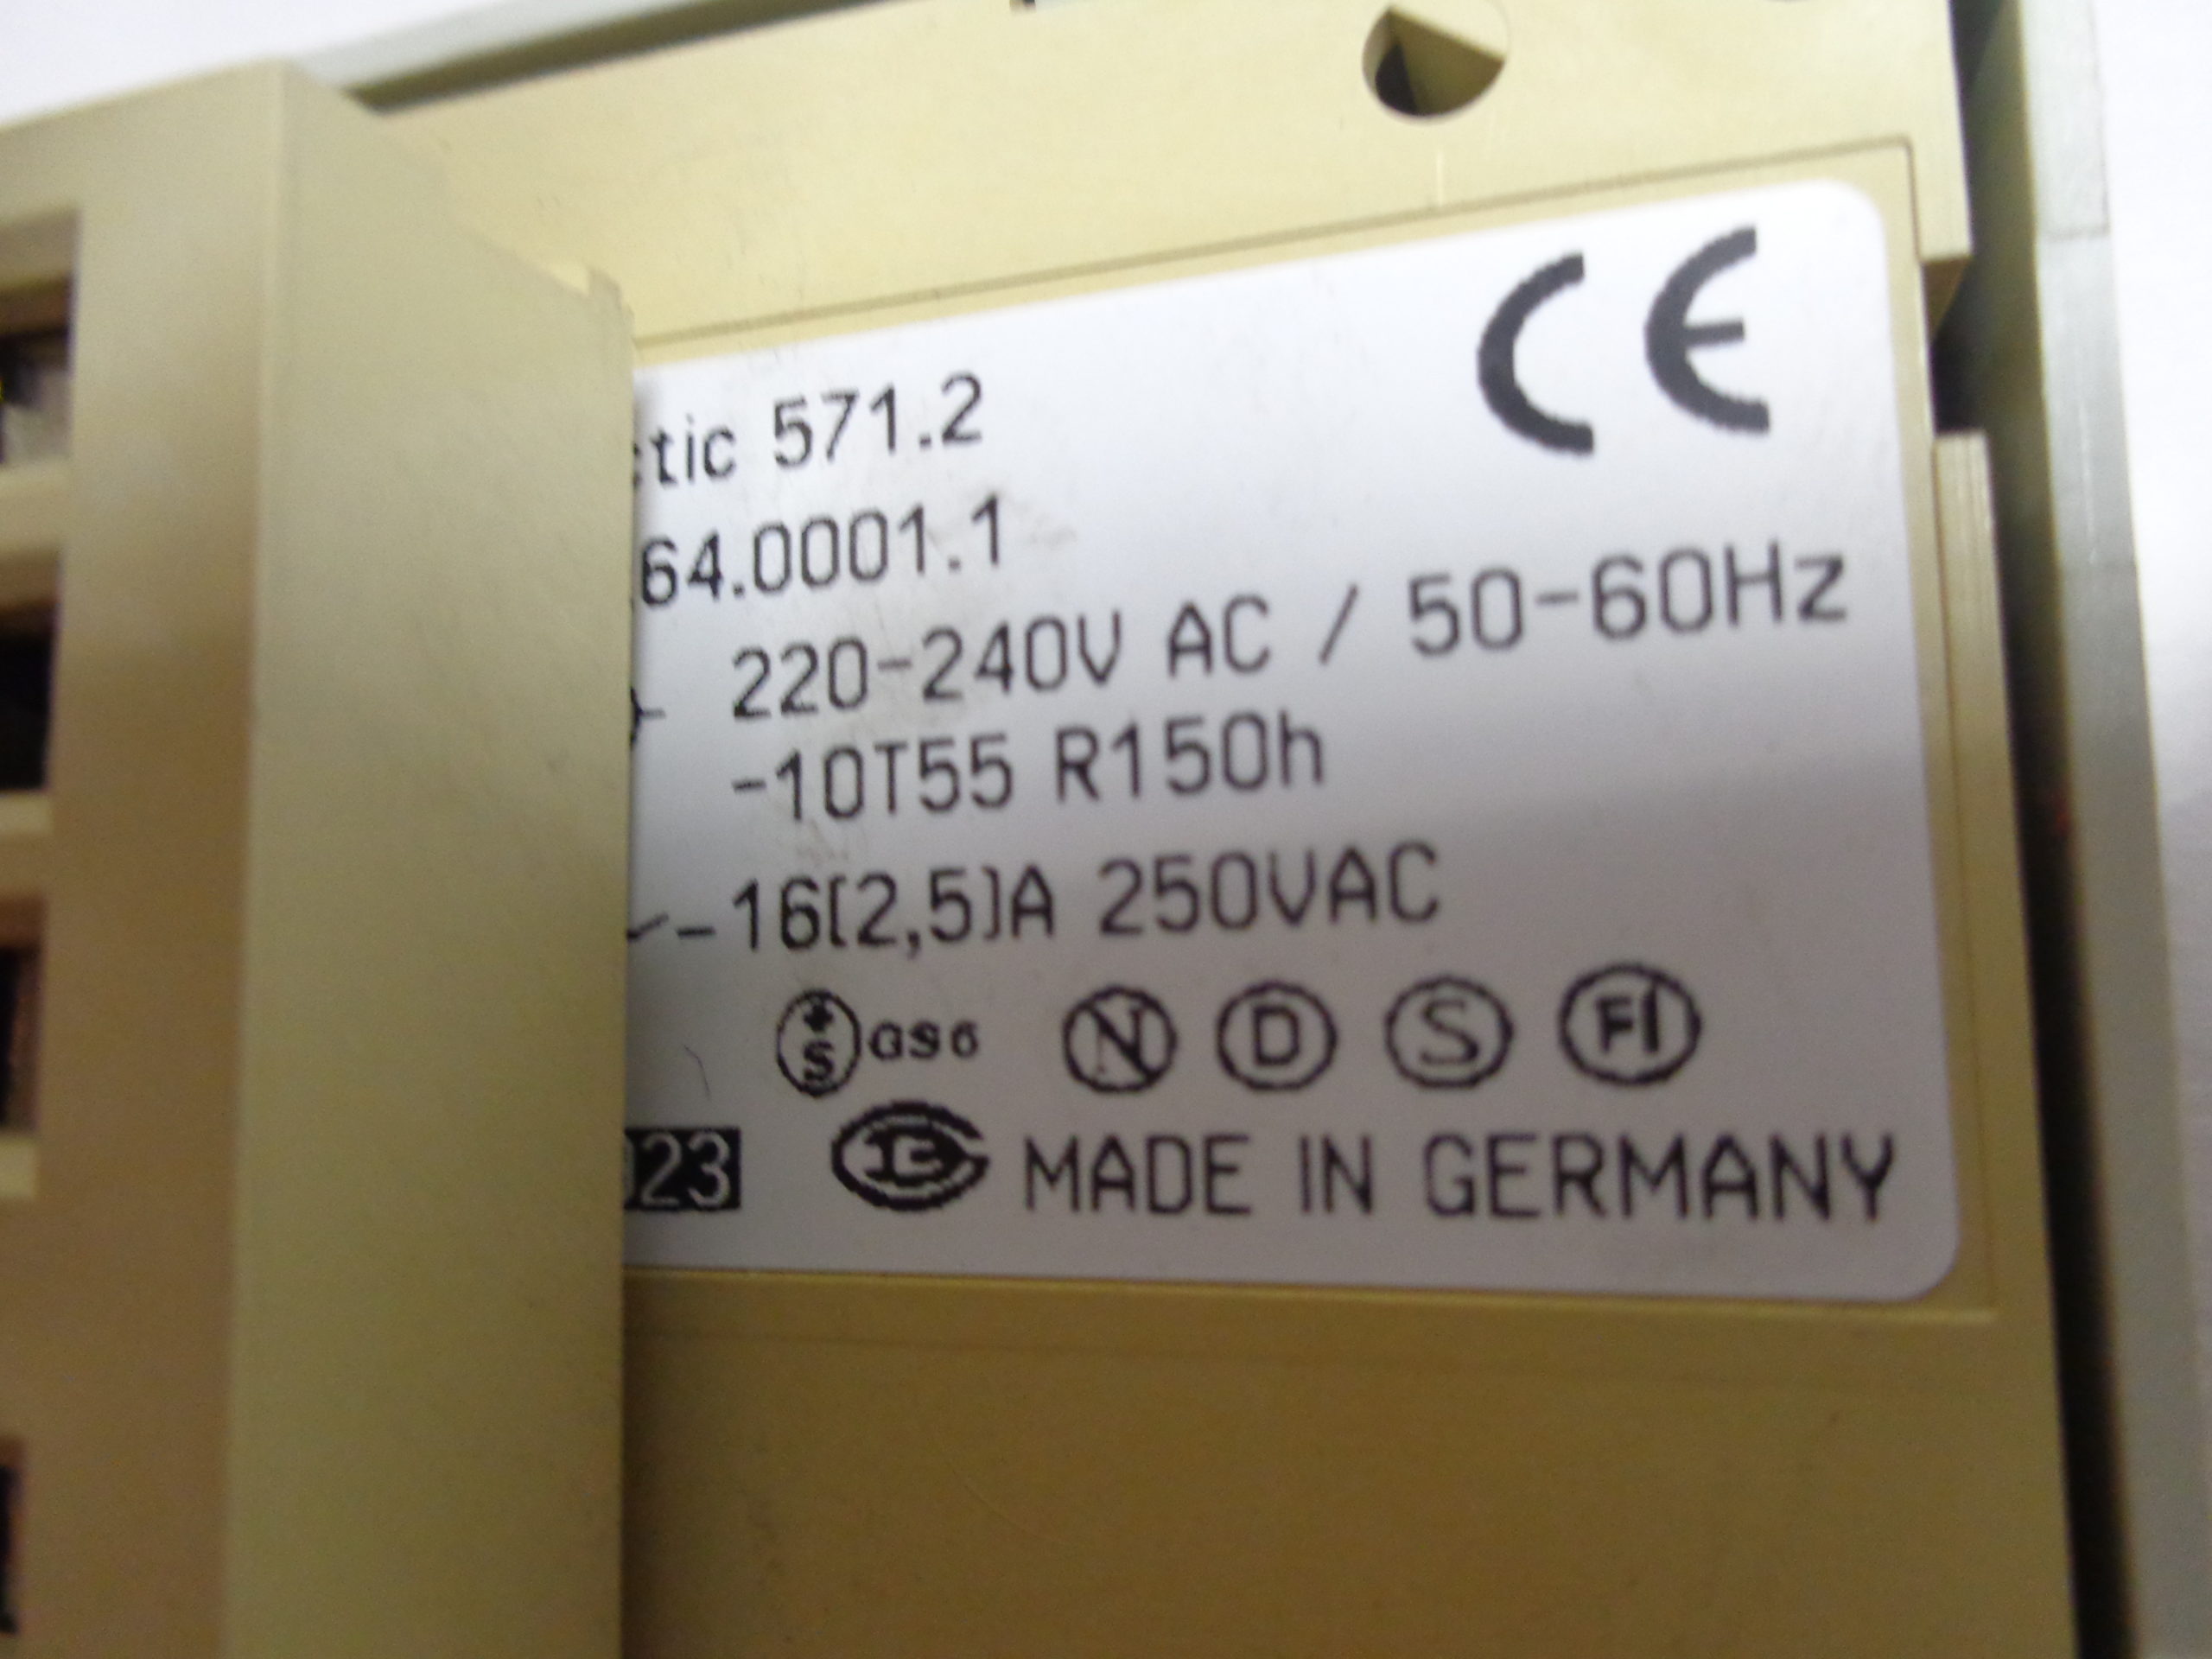 CE
ctic 571.2
64.0001.1
220-240V AC / 50-60Hz
-10T55 R150h
16(2,5)A 250VAC
+S GS6 N D S FI
23 MADE IN GERMANY